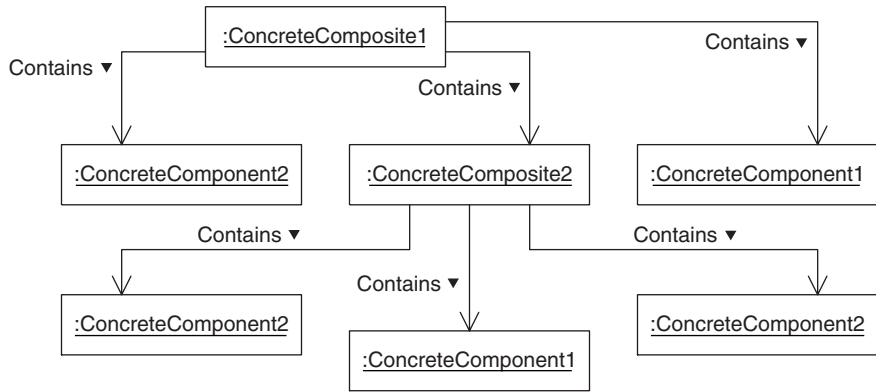 :ConcreteComposite1
Contains ▼
Contains ▼
Contains ▼
:ConcreteComponent2
:ConcreteComposite2
:ConcreteComponent1
Contains ▼
Contains ▼
Contains ▼
:ConcreteComponent2
:ConcreteComponent1
:ConcreteComponent2